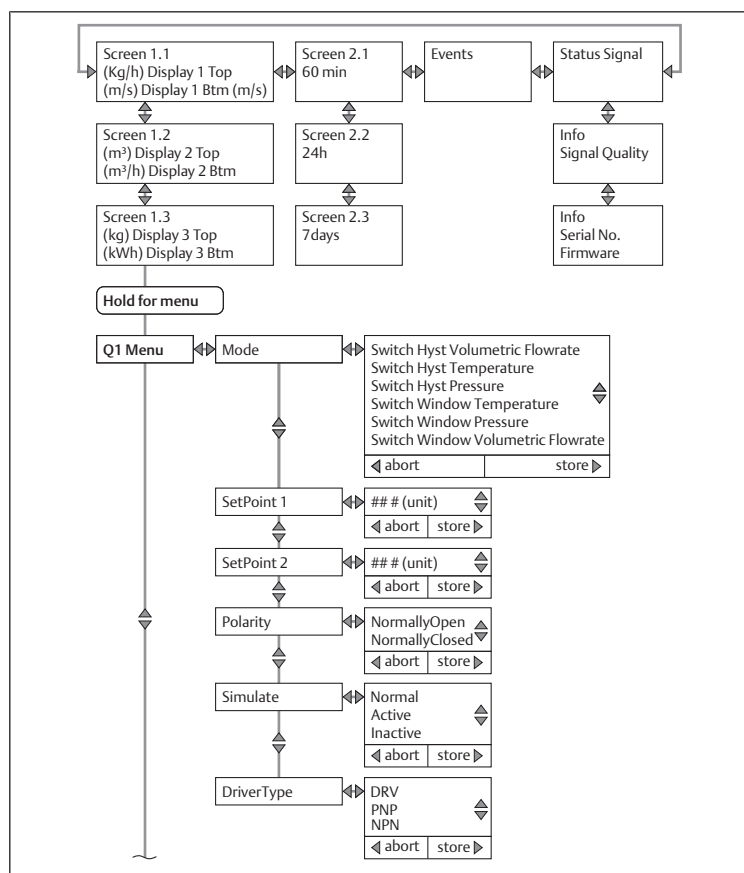 Screen 1.1
(Kg/h) Display 1 Top
(m/s) Display 1 Btm (m/s)
Screen 2.1
60 min
Events
Status Signal
Screen 1.2
(m³) Display 2 Top
(m³/h) Display 2 Btm
Screen 2.2
24h
Info
Signal Quality
Screen 1.3
(kg) Display 3 Top
(kWh) Display 3 Btm
Screen 2.3
7days
Info
Serial No.
Firmware
Hold for menu
Q1 Menu
Mode
Switch Hyst Volumetric Flowrate
Switch Hyst Temperature
Switch Hyst Pressure
Switch Window Temperature
Switch Window Pressure
Switch Window Volumetric Flowrate
abort store
SetPoint 1
## # (unit)
abort store
SetPoint 2
## # (unit)
abort store
Polarity
NormallyOpen
NormallyClosed
abort store
Simulate
Normal
Active
Inactive
abort store
DriverType
DRV
PNP
NPN
abort store